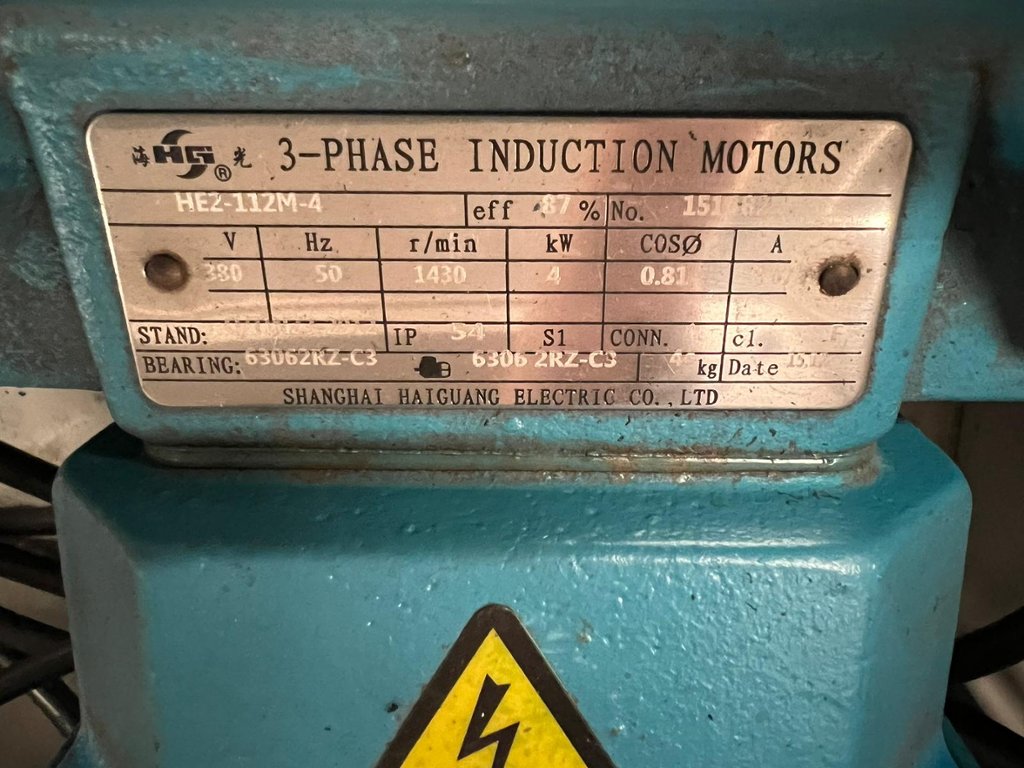 海 HG ® 光 3-PHASE INDUCTION MOTORS
HE2-112M-4 eff 87 % No.
V Hz r/min kW COSØ A
380 50 1430 4 0.81
STAND: IP 54 S1 CONN. cl. F
BEARING: 63062RZ-C3 6306 2RZ-C3 kg Date
SHANGHAI HAIGUANG ELECTRIC CO.,LTD